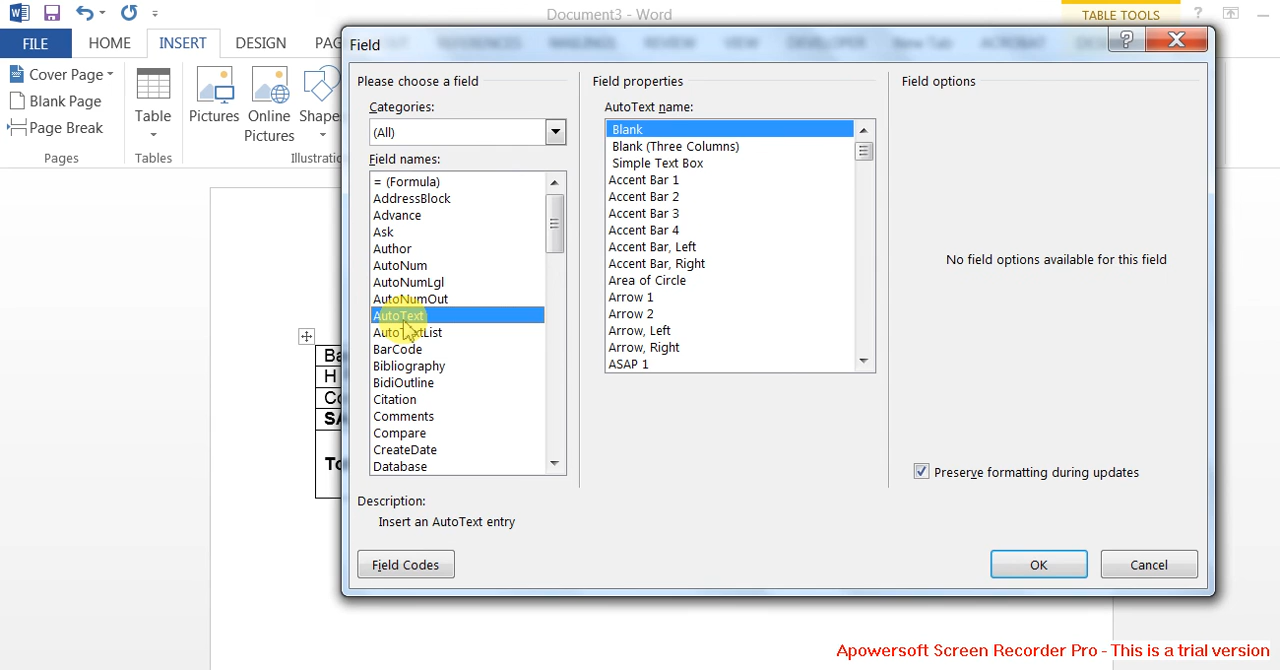 Document3 - Word
TABLE TOOLS
FILE
HOME
INSERT
DESIGN
Cover Page
Blank Page
Page Break
Pages
Table
Tables
Pictures
Online
Pictures
Field
Please choose a field
Categories:
(All)
Field names:
= (Formula)
AddressBlock
Advance
Ask
Author
AutoNum
AutoNumLgl
AutoNumOut
AutoText
AutoTextList
BarCode
Bibliography
BidiOutline
Citation
Comments
Compare
CreateDate
Database
Description:
Insert an AutoText entry
Field Codes
Field properties
AutoText name:
Blank
Blank (Three Columns)
Simple Text Box
Accent Bar 1
Accent Bar 2
Accent Bar 3
Accent Bar 4
Accent Bar, Left
Accent Bar, Right
Area of Circle
Arrow 1
Arrow 2
Arrow, Left
Arrow, Right
ASAP 1
Field options
No field options available for this field
Preserve formatting during updates
OK
Cancel
Apowersoft Screen Recorder Pro - This is a trial version